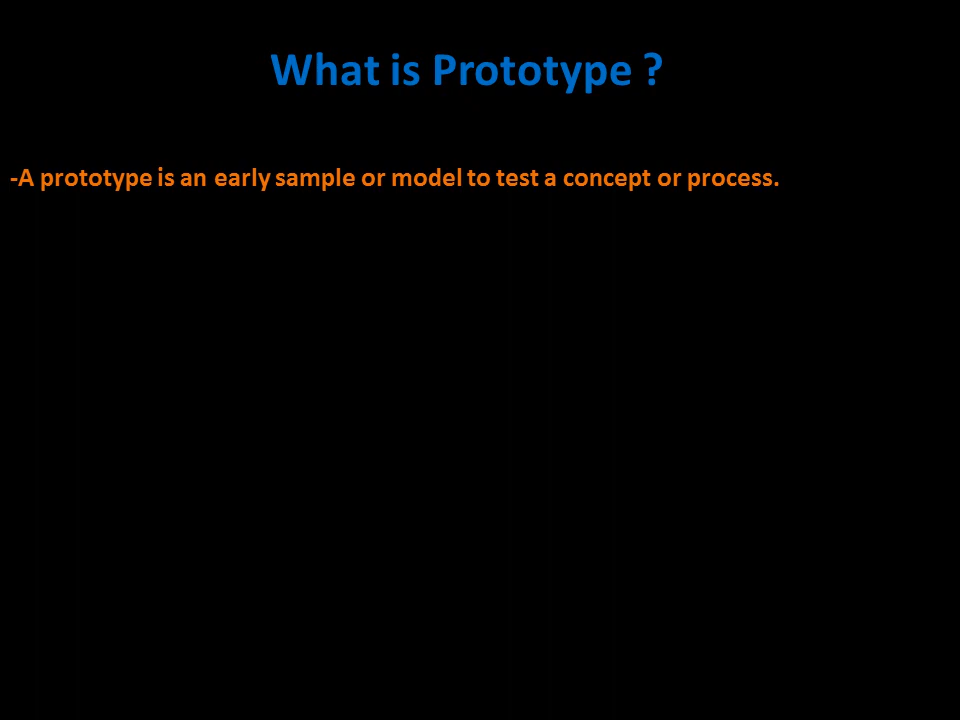 What is Prototype ?
-A prototype is an early sample or model to test a concept or process.